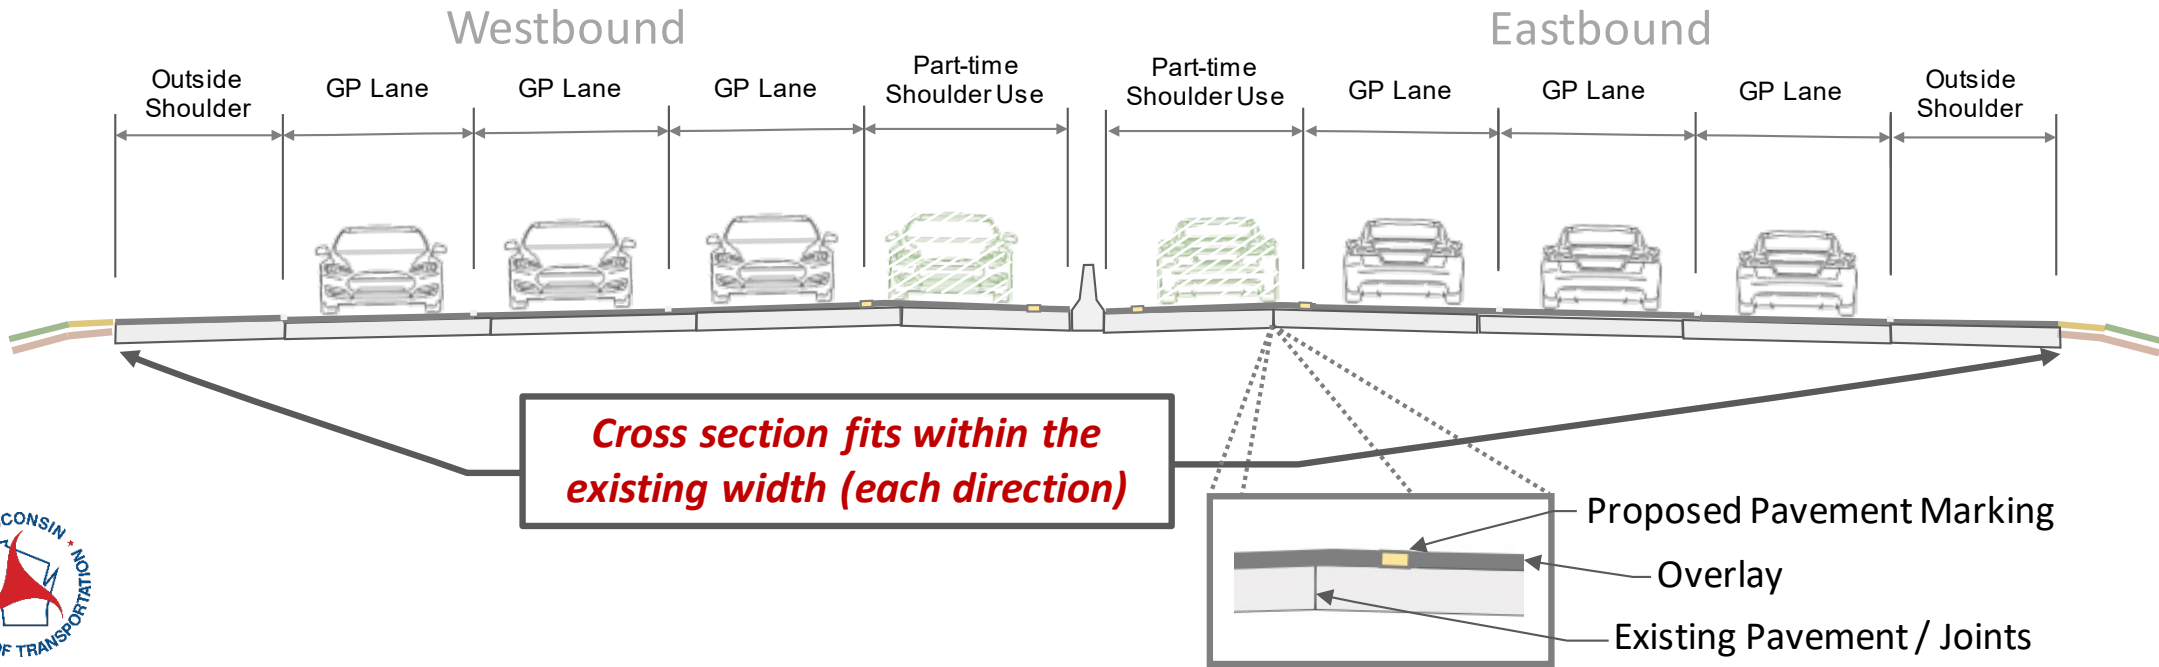 Westbound
Eastbound
Outside
Shoulder
GP Lane
GP Lane
GP Lane
Part-time
Shoulder Use
Part-time
Shoulder Use
GP Lane
GP Lane
GP Lane
Outside
Shoulder
Cross section fits within the
existing width (each direction)
Proposed Pavement Marking
Overlay
Existing Pavement / Joints
OF TRANSPORTATION